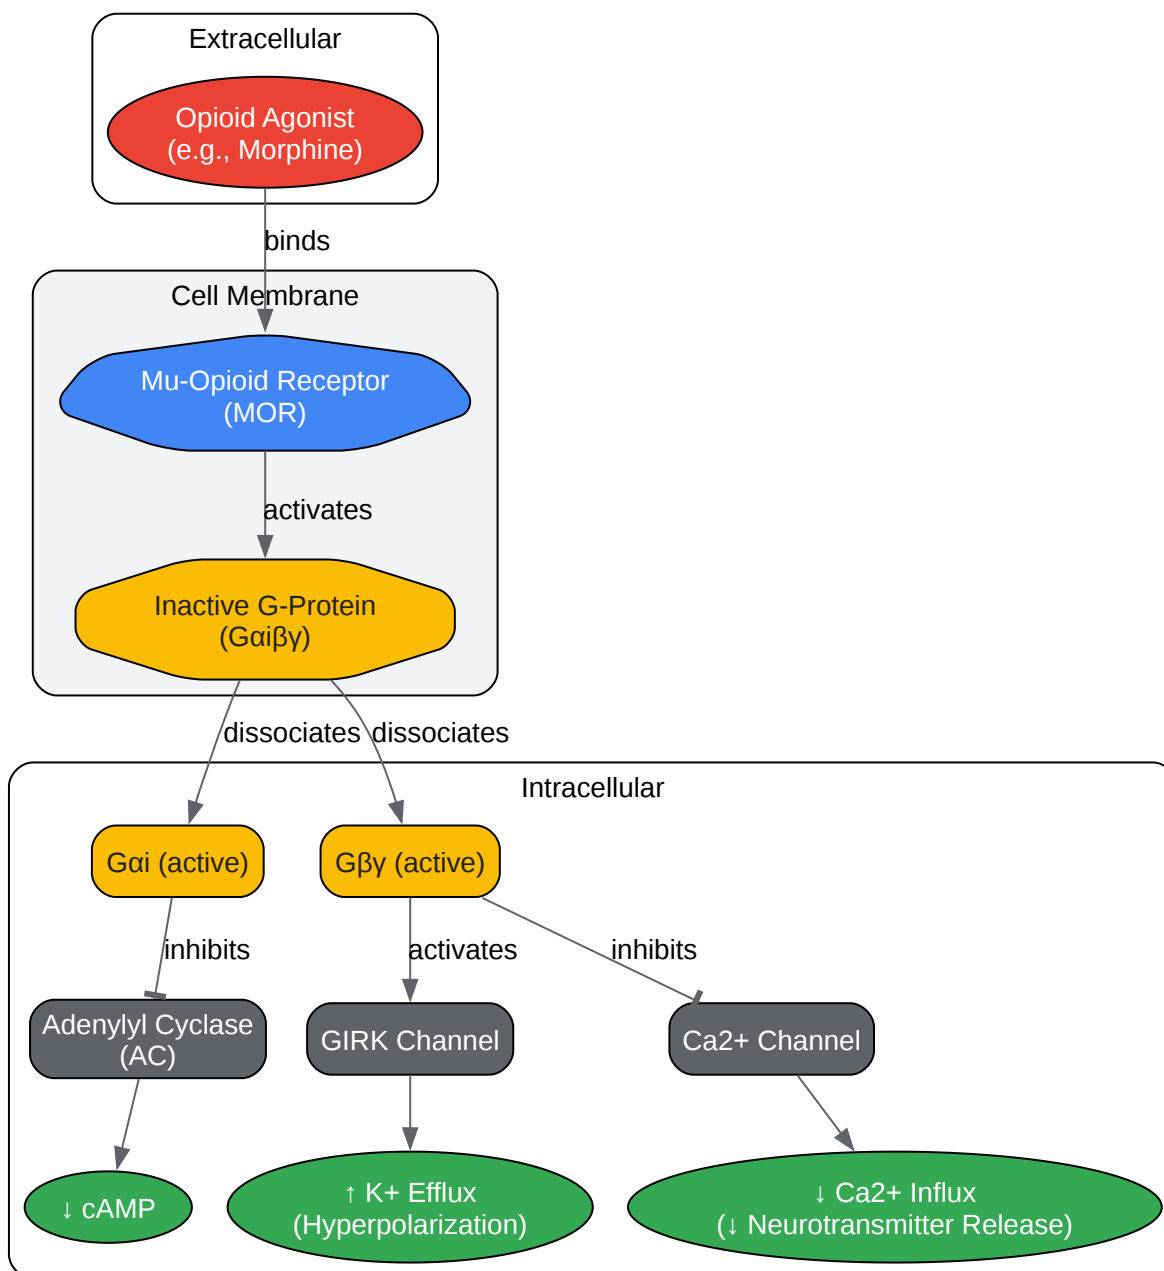 Extracellular
Opioid Agonist
(e.g., Morphine)
binds
Cell Membrane
Mu-Opioid Receptor
(MOR)
activates
Inactive G-Protein
(Gαiβγ)
dissociates
dissociates
Intracellular
Gαi (active)
Gβγ (active)
inhibits
activates
inhibits
Adenylyl Cyclase
(AC)
GIRK Channel
Ca2+ Channel
↓ cAMP
↑ K+ Efflux
(Hyperpolarization)
↓ Ca2+ Influx
(↓ Neurotransmitter Release)